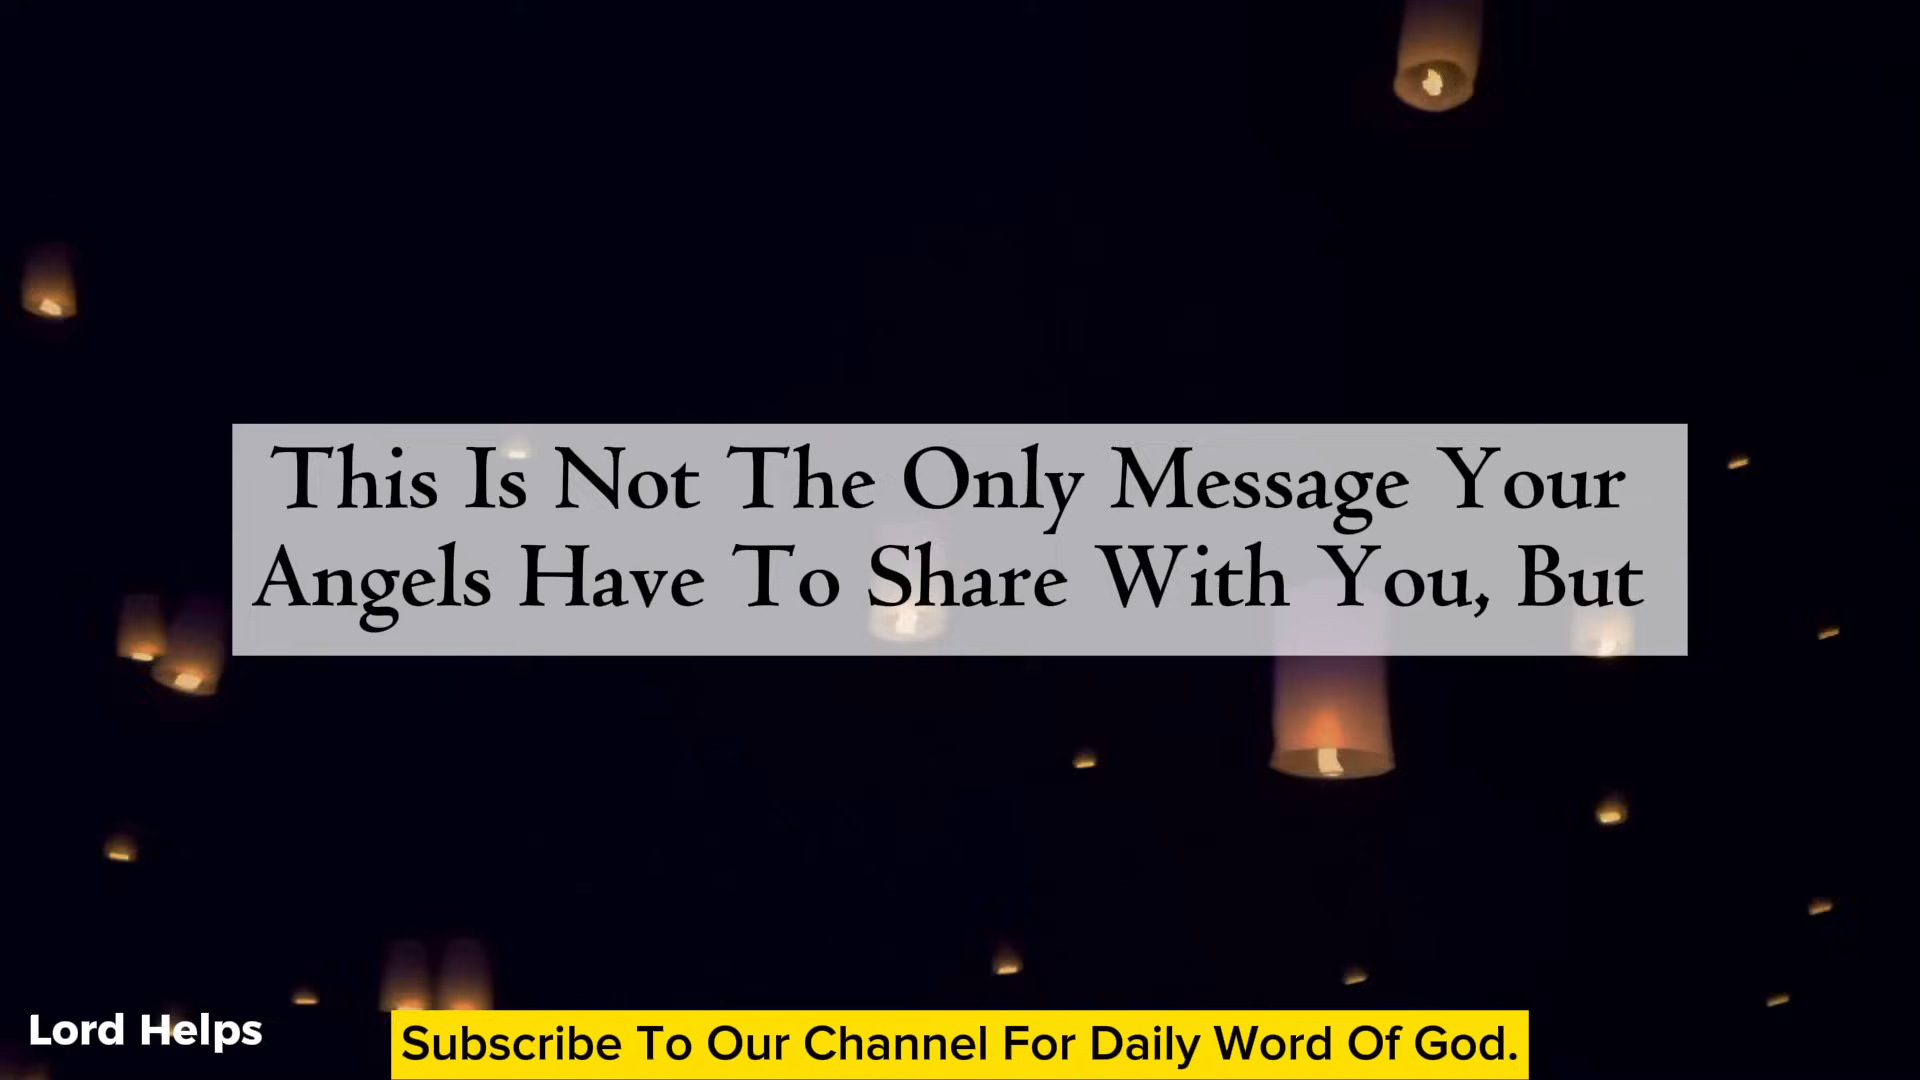 This Is Not The Only Message Your
Angels Have To Share With You, But
Lord Helps
Subscribe To Our Channel For Daily Word Of God.